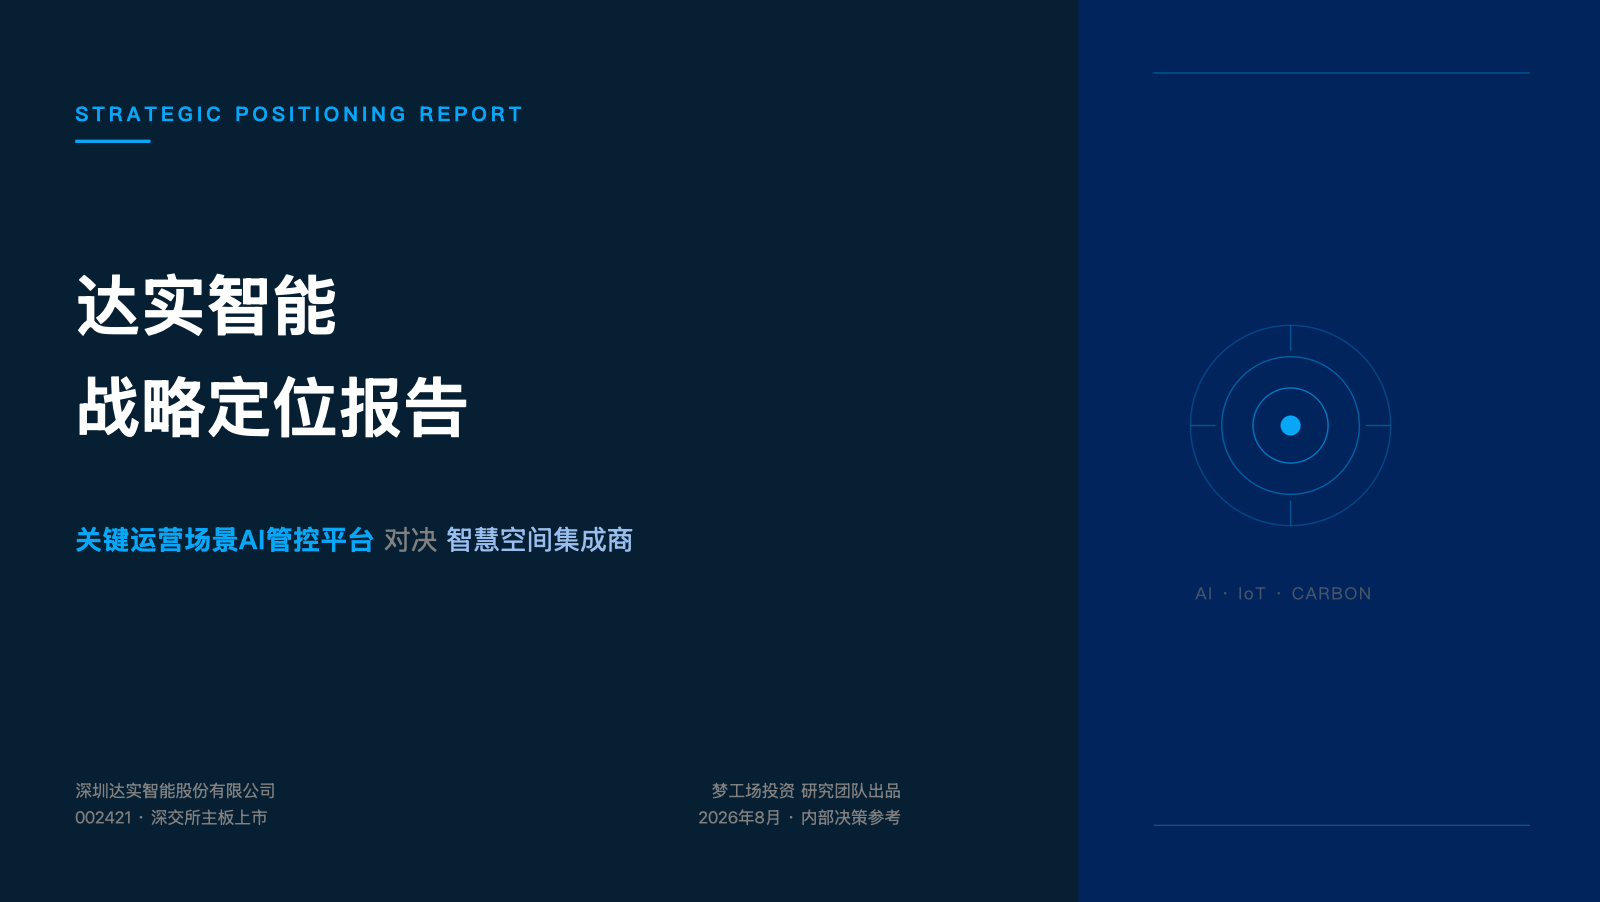 STRATEGIC POSITIONING REPORT
达实智能
战略定位报告
关键运营场景AI管控平台 对决 智慧空间集成商
AI · IoT · CARBON
深圳达实智能股份有限公司
002421 · 深交所主板上市
梦工场投资 研究团队出品
2026年8月 · 内部决策参考